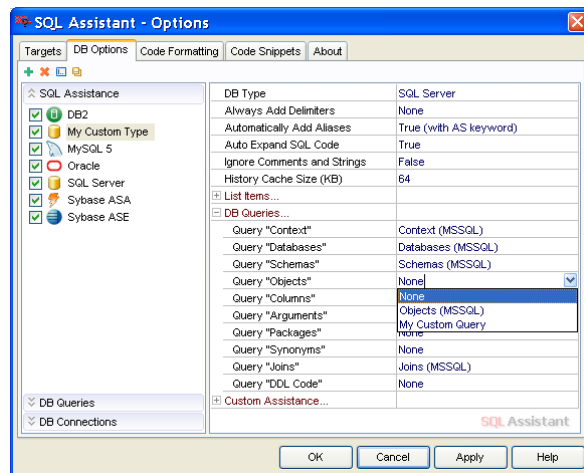 SQL Assistant - Options
Targets DB Options Code Formatting Code Snippets About
SQL Assistance
DB2
My Custom Type
MySQL 5
Oracle
SQL Server
Sybase ASA
Sybase ASE
DB Queries
DB Connections
DB Type SQL Server
Always Add Delimiters None
Automatically Add Aliases True (with AS keyword)
Auto Expand SQL Code True
Ignore Comments and Strings False
History Cache Size (KB) 64
List Items...
DB Queries...
Query "Context" Context (MSSQL)
Query "Databases" Databases (MSSQL)
Query "Schemas" Schemas (MSSQL)
Query "Objects" None
Query "Columns" None
Query "Arguments" Objects (MSSQL)
My Custom Query
Query "Packages" None
Query "Synonyms" None
Query "Joins" Joins (MSSQL)
Query "DDL Code" None
Custom Assistance...
SQL Assistant
OK Cancel Apply Help